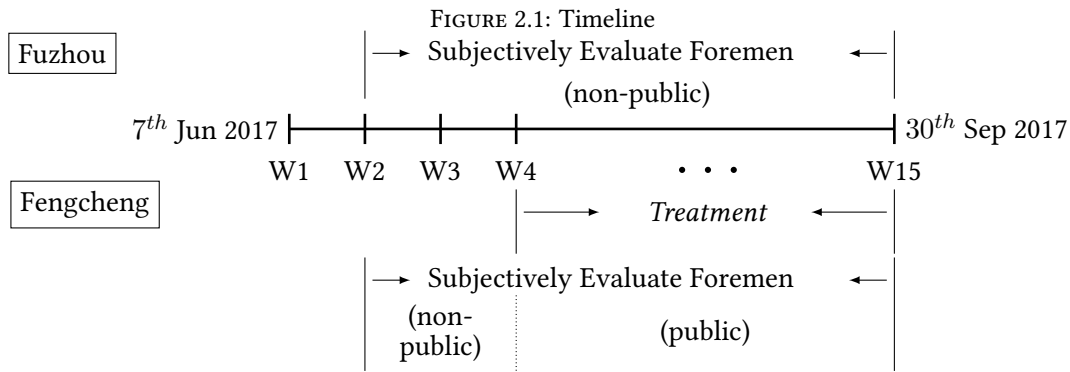 FIGURE 2.1: Timeline
Fuzhou
Subjectively Evaluate Foremen
(non-public)
7th Jun 2017
30th Sep 2017
W1 W2 W3 W4 • • • W15
Fengcheng
Treatment
Subjectively Evaluate Foremen
(non-
public)
(public)